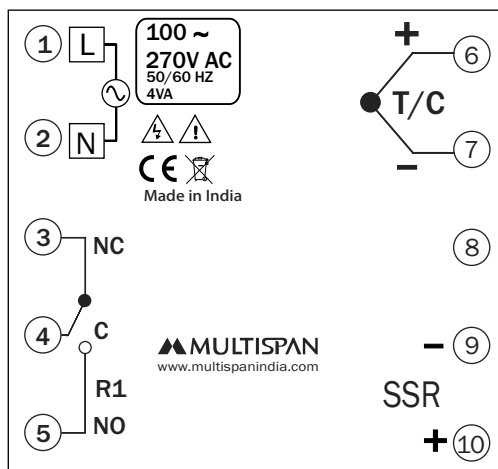 1 L
100 ~
270V AC
50/60 HZ
4VA
2 N
CE
Made in India
+ 6
T/C
- 7
3 NC
8
4 C
MULTISPAN
www.multispanindia.com
- 9
R1
SSR
5 NO
+ 10